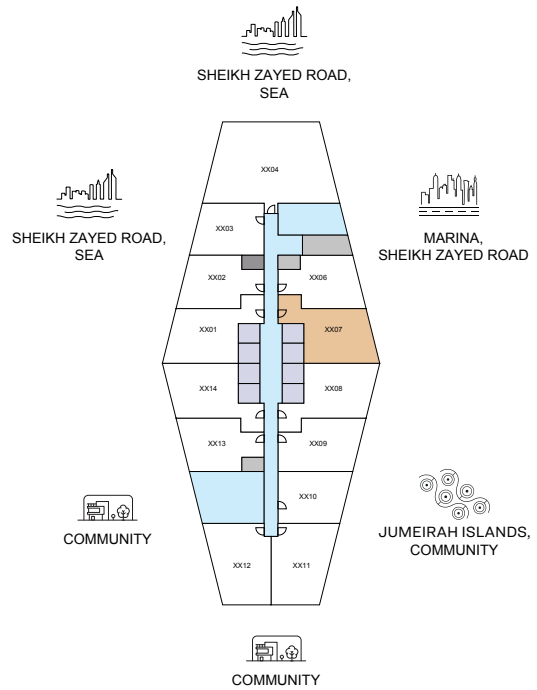 SHEIKH ZAYED ROAD,
SEA
XX04
SHEIKH ZAYED ROAD,
SEA
XX03
MARINA,
SHEIKH ZAYED ROAD
XX02
XX06
XX01
XX07
XX14
XX08
XX13
XX09
XX10
COMMUNITY
JUMEIRAH ISLANDS,
COMMUNITY
XX12
XX11
COMMUNITY